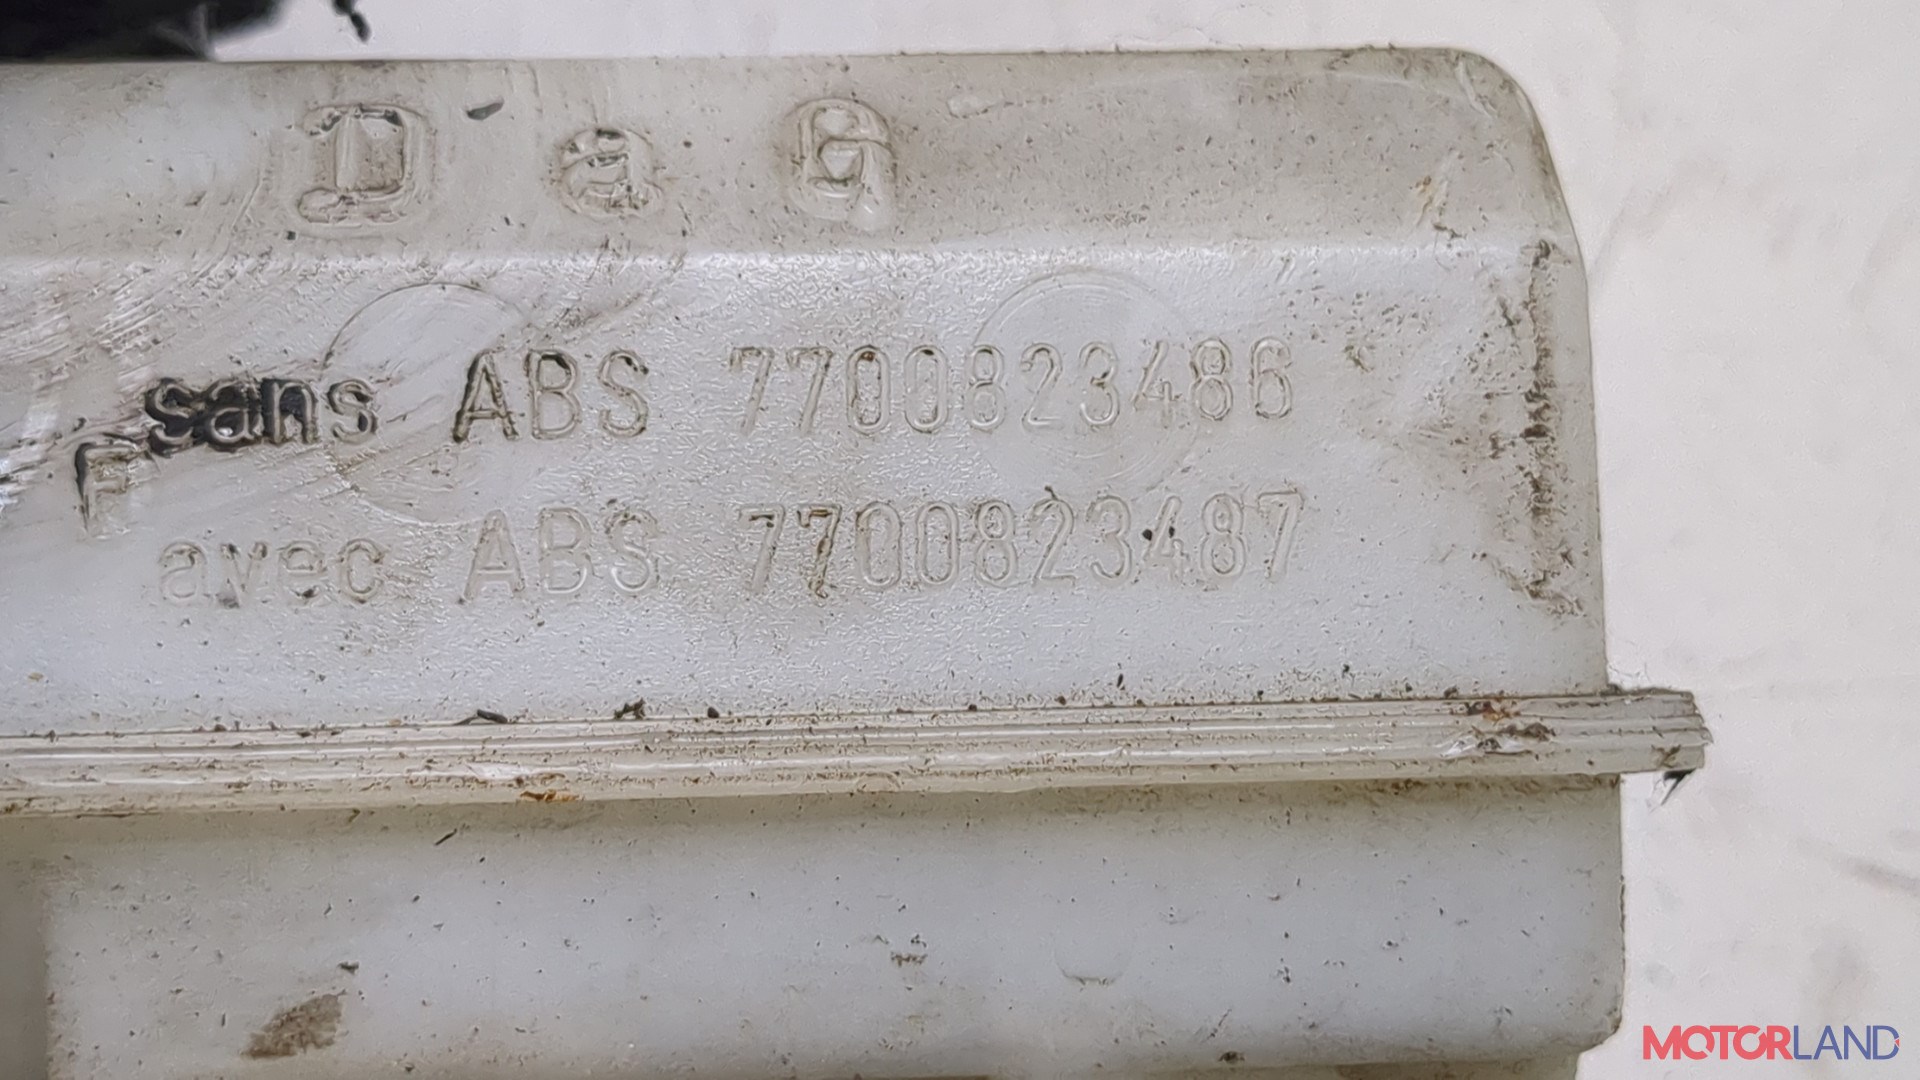 D e G
sans ABS 7700823486
F
avec ABS 7700823487
MOTORLAND